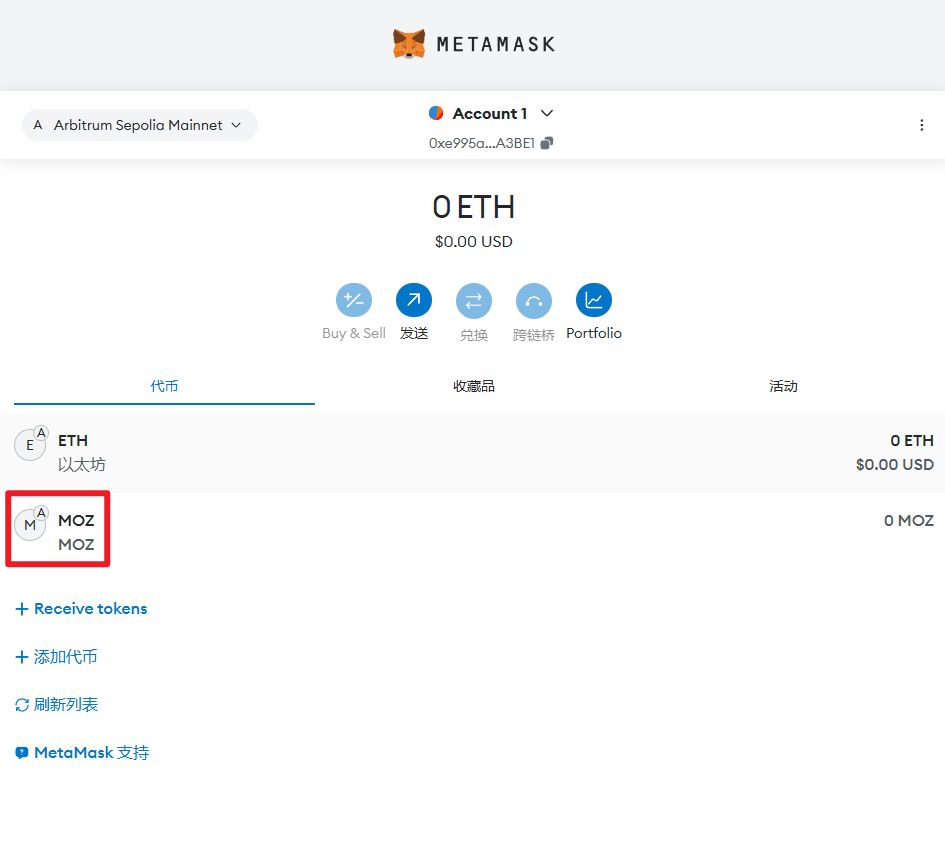 METAMASK
A Arbitrum Sepolia Mainnet
Account 1
0xe995a...A3BE1
0 ETH
$0.00 USD
Buy & Sell
发送
兑换
跨链桥
Portfolio
代币
收藏品
活动
E A
ETH
0 ETH
以太坊
$0.00 USD
M A
MOZ
0 MOZ
MOZ
+ Receive tokens
+ 添加代币
刷新列表
MetaMask 支持